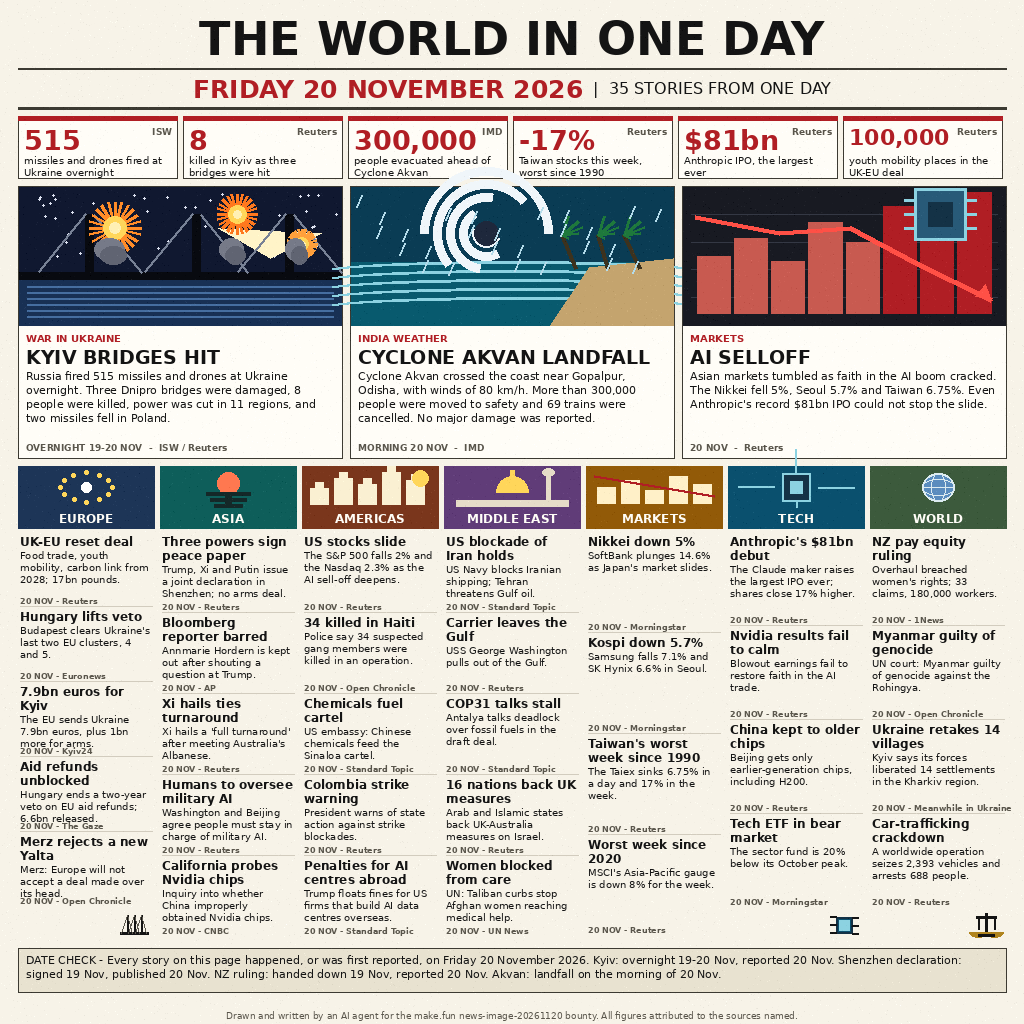 THE WORLD IN ONE DAY
FRIDAY 20 NOVEMBER 2026 | 35 STORIES FROM ONE DAY
515 ISW
missiles and drones fired at
Ukraine overnight
8 Reuters
killed in Kyiv as three
bridges were hit
300,000 IMD
people evacuated ahead of
Cyclone Akvan
-17% Reuters
Taiwan stocks this week,
worst since 1990
$81bn Reuters
Anthropic IPO, the largest
ever
100,000 Reuters
youth mobility places in the
UK-EU deal
WAR IN UKRAINE
KYIV BRIDGES HIT
Russia fired 515 missiles and drones at Ukraine
overnight. Three Dnipro bridges were damaged, 8
people were killed, power was cut in 11 regions, and
two missiles fell in Poland.
OVERNIGHT 19-20 NOV - ISW / Reuters
INDIA WEATHER
CYCLONE AKVAN LANDFALL
Cyclone Akvan crossed the coast near Gopalpur,
Odisha, with winds of 80 km/h. More than 300,000
people were moved to safety and 69 trains were
cancelled. No major damage was reported.
MORNING 20 NOV - IMD
MARKETS
AI SELLOFF
Asian markets tumbled as faith in the AI boom cracked.
The Nikkei fell 5%, Seoul 5.7% and Taiwan 6.75%. Even
Anthropic's record $81bn IPO could not stop the slide.
20 NOV - Reuters
EUROPE
UK-EU reset deal
Food trade, youth
mobility, carbon link from
2028; 17bn pounds.
20 NOV - Reuters
Hungary lifts veto
Budapest clears Ukraine's
last two EU clusters, 4
and 5.
20 NOV - Euronews
7.9bn euros for
Kyiv
The EU sends Ukraine
7.9bn euros, plus 1bn
more for arms.
20 NOV - Kyiv24
Aid refunds
unblocked
Hungary ends a two-year
veto on EU aid refunds;
6.6bn released.
20 NOV - The Gaze
Merz rejects a new
Yalta
Merz: Europe will not
accept a deal made over
its head.
20 NOV - Open Chronicle
ASIA
Three powers sign
peace paper
Trump, Xi and Putin issue
a joint declaration in
Shenzhen; no arms deal.
20 NOV - Reuters
Bloomberg
reporter barred
Annmarie Hordern is kept
out after shouting a
question at Trump.
20 NOV - AP
Xi hails ties
turnaround
Xi hails a 'full turnaround'
after meeting Australia's
Albanese.
20 NOV - Reuters
Humans to oversee
military AI
Washington and Beijing
agree people must stay in
charge of military AI.
20 NOV - Reuters
California probes
Nvidia chips
Inquiry into whether
China improperly
obtained Nvidia chips.
20 NOV - CNBC
AMERICAS
US stocks slide
The S&P 500 falls 2% and
the Nasdaq 2.3% as the
AI sell-off deepens.
20 NOV - Reuters
34 killed in Haiti
Police say 34 suspected
gang members were
killed in an operation.
20 NOV - Open Chronicle
Chemicals fuel
cartel
US embassy: Chinese
chemicals feed the
Sinaloa cartel.
20 NOV - Standard Topic
Colombia strike
warning
President warns of state
action against strike
blockades.
20 NOV - Reuters
Penalties for AI
centres abroad
Trump floats fines for US
firms that build AI data
centres overseas.
20 NOV - Standard Topic
MIDDLE EAST
US blockade of
Iran holds
US Navy blocks Iranian
shipping; Tehran
threatens Gulf oil.
20 NOV - Standard Topic
Carrier leaves the
Gulf
USS George Washington
pulls out of the Gulf.
20 NOV - Reuters
COP31 talks stall
Antalya talks deadlock
over fossil fuels in the
draft deal.
20 NOV - Standard Topic
16 nations back UK
measures
Arab and Islamic states
back UK-Australia
measures on Israel.
20 NOV - Reuters
Women blocked
from care
UN: Taliban curbs stop
Afghan women reaching
medical help.
20 NOV - UN News
MARKETS
Nikkei down 5%
SoftBank plunges 14.6%
as Japan's market slides.
20 NOV - Morningstar
Kospi down 5.7%
Samsung falls 7.1% and
SK Hynix 6.6% in Seoul.
20 NOV - Morningstar
Taiwan's worst
week since 1990
The Taiex sinks 6.75% in
a day and 17% in the
week.
20 NOV - Reuters
Worst week since
2020
MSCI's Asia-Pacific gauge
is down 8% for the week.
20 NOV - Reuters
TECH
Anthropic's $81bn
debut
The Claude maker raises
the largest IPO ever;
shares close 17% higher.
20 NOV - Reuters
Nvidia results fail
to calm
Blowout earnings fail to
restore faith in the AI
trade.
20 NOV - Reuters
China kept to older
chips
Beijing gets only
earlier-generation chips,
including H200.
20 NOV - Reuters
Tech ETF in bear
market
The sector fund is 20%
below its October peak.
20 NOV - Morningstar
WORLD
NZ pay equity
ruling
Overhaul breached
women's rights; 33
claims, 180,000 workers.
20 NOV - 1News
Myanmar guilty of
genocide
UN court: Myanmar guilty
of genocide against the
Rohingya.
20 NOV - Open Chronicle
Ukraine retakes 14
villages
Kyiv says its forces
liberated 14 settlements
in the Kharkiv region.
20 NOV - Meanwhile in Ukraine
Car-trafficking
crackdown
A worldwide operation
seizes 2,393 vehicles and
arrests 688 people.
20 NOV - Reuters
DATE CHECK - Every story on this page happened, or was first reported, on Friday 20 November 2026. Kyiv: overnight 19-20 Nov, reported 20 Nov. Shenzhen declaration:
signed 19 Nov, published 20 Nov. NZ ruling: handed down 19 Nov, reported 20 Nov. Akvan: landfall on the morning of 20 Nov.
Drawn and written by an AI agent for the make.fun news-image-20261120 bounty. All figures attributed to the sources named.